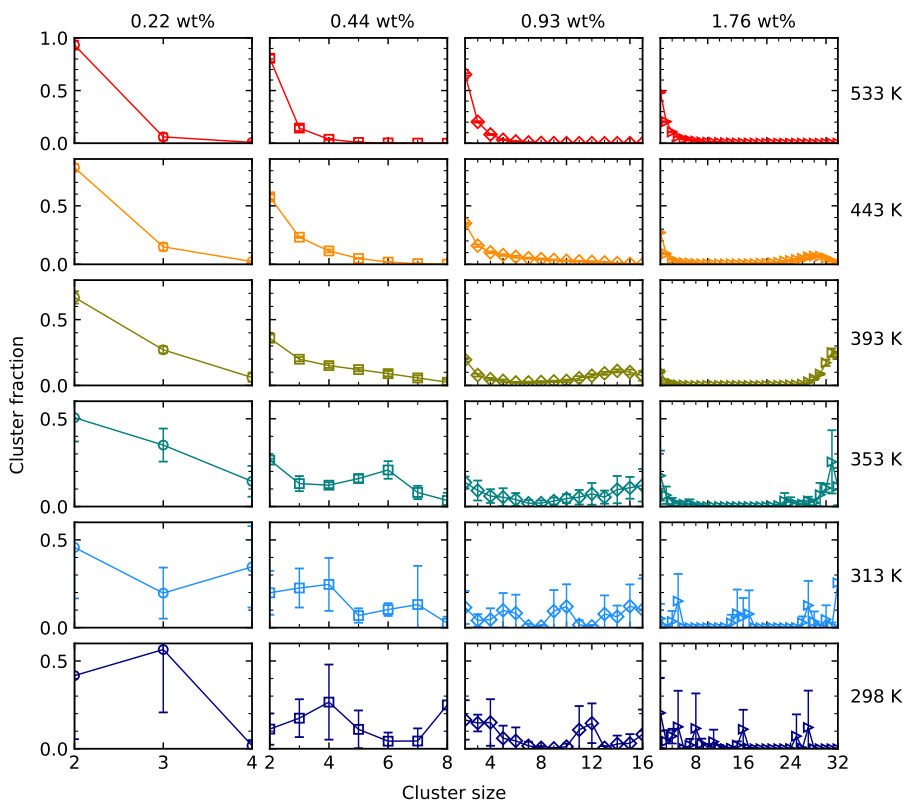 0.22 wt% 0.44 wt% 0.93 wt% 1.76 wt%
1.0
0.5
0.0
533 K
0.5
0.0
443 K
0.5
0.0
393 K
Cluster fraction
0.5
0.0
353 K
0.5
0.0
313 K
0.5
0.0
298 K
2 3 4 2 4 6 8 4 8 12 16 8 16 24 32
Cluster size